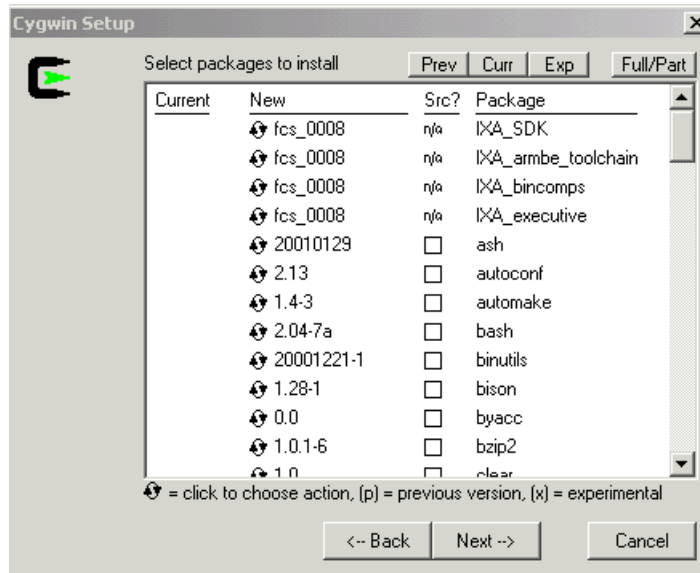 Cygwin Setup
Select packages to install Prev Curr Exp Full/Part
Current New Src? Package
fcs_0008 n/a IXA_SDK
fcs_0008 n/a IXA_armbe_toolchain
fcs_0008 n/a IXA_bincomps
fcs_0008 n/a IXA_executive
20010129 ash
2.13 autoconf
1.4-3 automake
2.04-7a bash
20001221-1 binutils
1.28-1 bison
0.0 byacc
1.0.1-6 bzip2
1.0 clear
= click to choose action, (p) = previous version, (x) = experimental
<-- Back Next --> Cancel